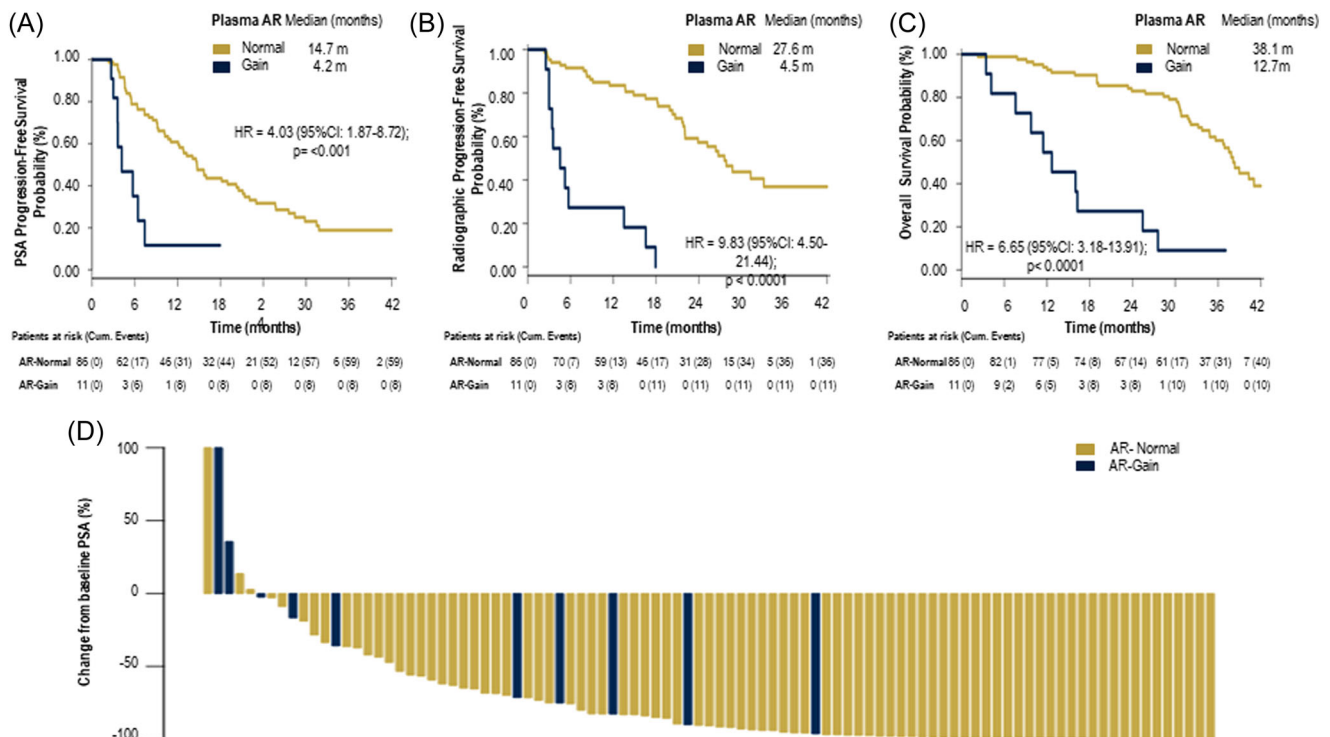 (A)
Plasma AR Median (months)
Normal 14.7 m
Gain 4.2 m
1.00
0.80
0.60
0.40
0.20
0.00
PSA Progression-Free Survival
Probability (%)
HR = 4.03 (95%CI: 1.87-8.72);
p= <0.001
0 6 12 18 2 30 36 42
4
Time (months)
Patients at risk (Cum. Events)
AR-Normal 86 (0) 62 (17) 46 (31) 32 (44) 21 (52) 12 (57) 6 (59) 2 (59)
AR-Gain 11 (0) 3 (6) 1 (8) 0 (8) 0 (8) 0 (8) 0 (8) 0 (8)
(B)
Plasma AR Median (months)
Normal 27.6 m
Gain 4.5 m
1.00
0.80
0.60
0.40
0.20
0.00
Radiographic Progression-Free Survival
Probability (%)
HR = 9.83 (95%CI: 4.50-
21.44);
p < 0.0001
0 6 12 18 24 30 36 42
Time (months)
Patients at risk (Cum. Events)
86 (0) 70 (7) 59 (13) 46 (17) 31 (28) 15 (34) 5 (36) 1 (36)
11 (0) 3 (8) 3 (8) 0 (11) 0 (11) 0 (11) 0 (11) 0 (11)
(C)
Plasma AR Median (months)
Normal 38.1 m
Gain 12.7m
1.00
0.80
0.60
0.40
0.20
0.00
Overall Survival Probability (%)
HR = 6.65 (95%CI: 3.18-13.91);
p< 0.0001
0 6 12 18 24 30 36 42
Time (months)
Patients at risk (Cum. Events)
AR-Normal 86 (0) 82 (1) 77 (5) 74 (8) 67 (14) 61 (17) 37 (31) 7 (40)
AR-Gain 11 (0) 9 (2) 6 (5) 3 (8) 3 (8) 1 (10) 1 (10) 0 (10)
(D)
AR- Normal
AR-Gain
Change from baseline PSA (%)
100
50
0
-50
-100